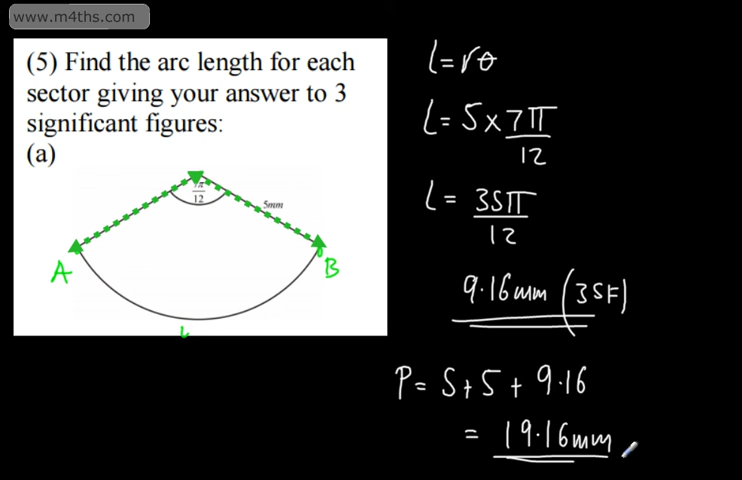 www.m4ths.com
(5) Find the arc length for each
sector giving your answer to 3
significant figures:
(a)
7π/12
5mm
A
B
l = rθ
l = 5 × 7π/12
l = 35π/12
9.16mm (3SF)
P = 5 + 5 + 9.16
= 19.16mm